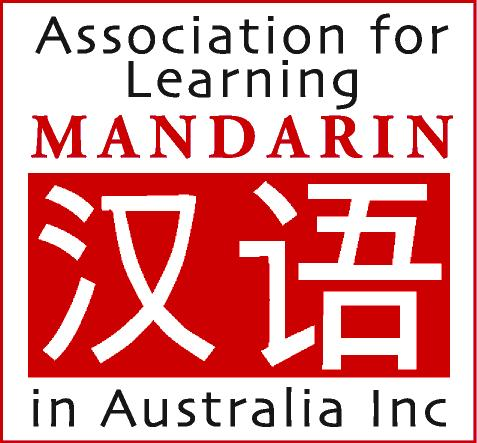 Association for
Learning
MANDARIN
汉语
in Australia Inc